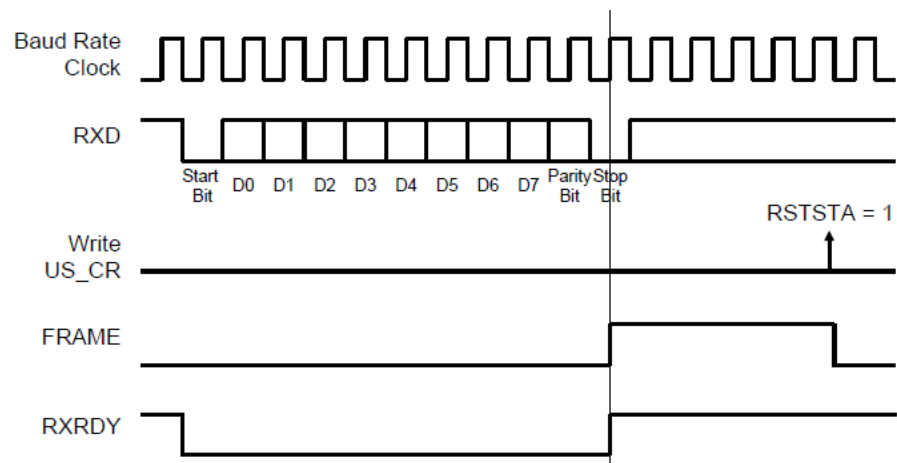 Baud Rate
Clock
RXD
Start
Bit
D0 D1 D2 D3 D4 D5 D6 D7
Parity
Bit
Stop
Bit
RSTSTA = 1
Write
US_CR
FRAME
RXRDY